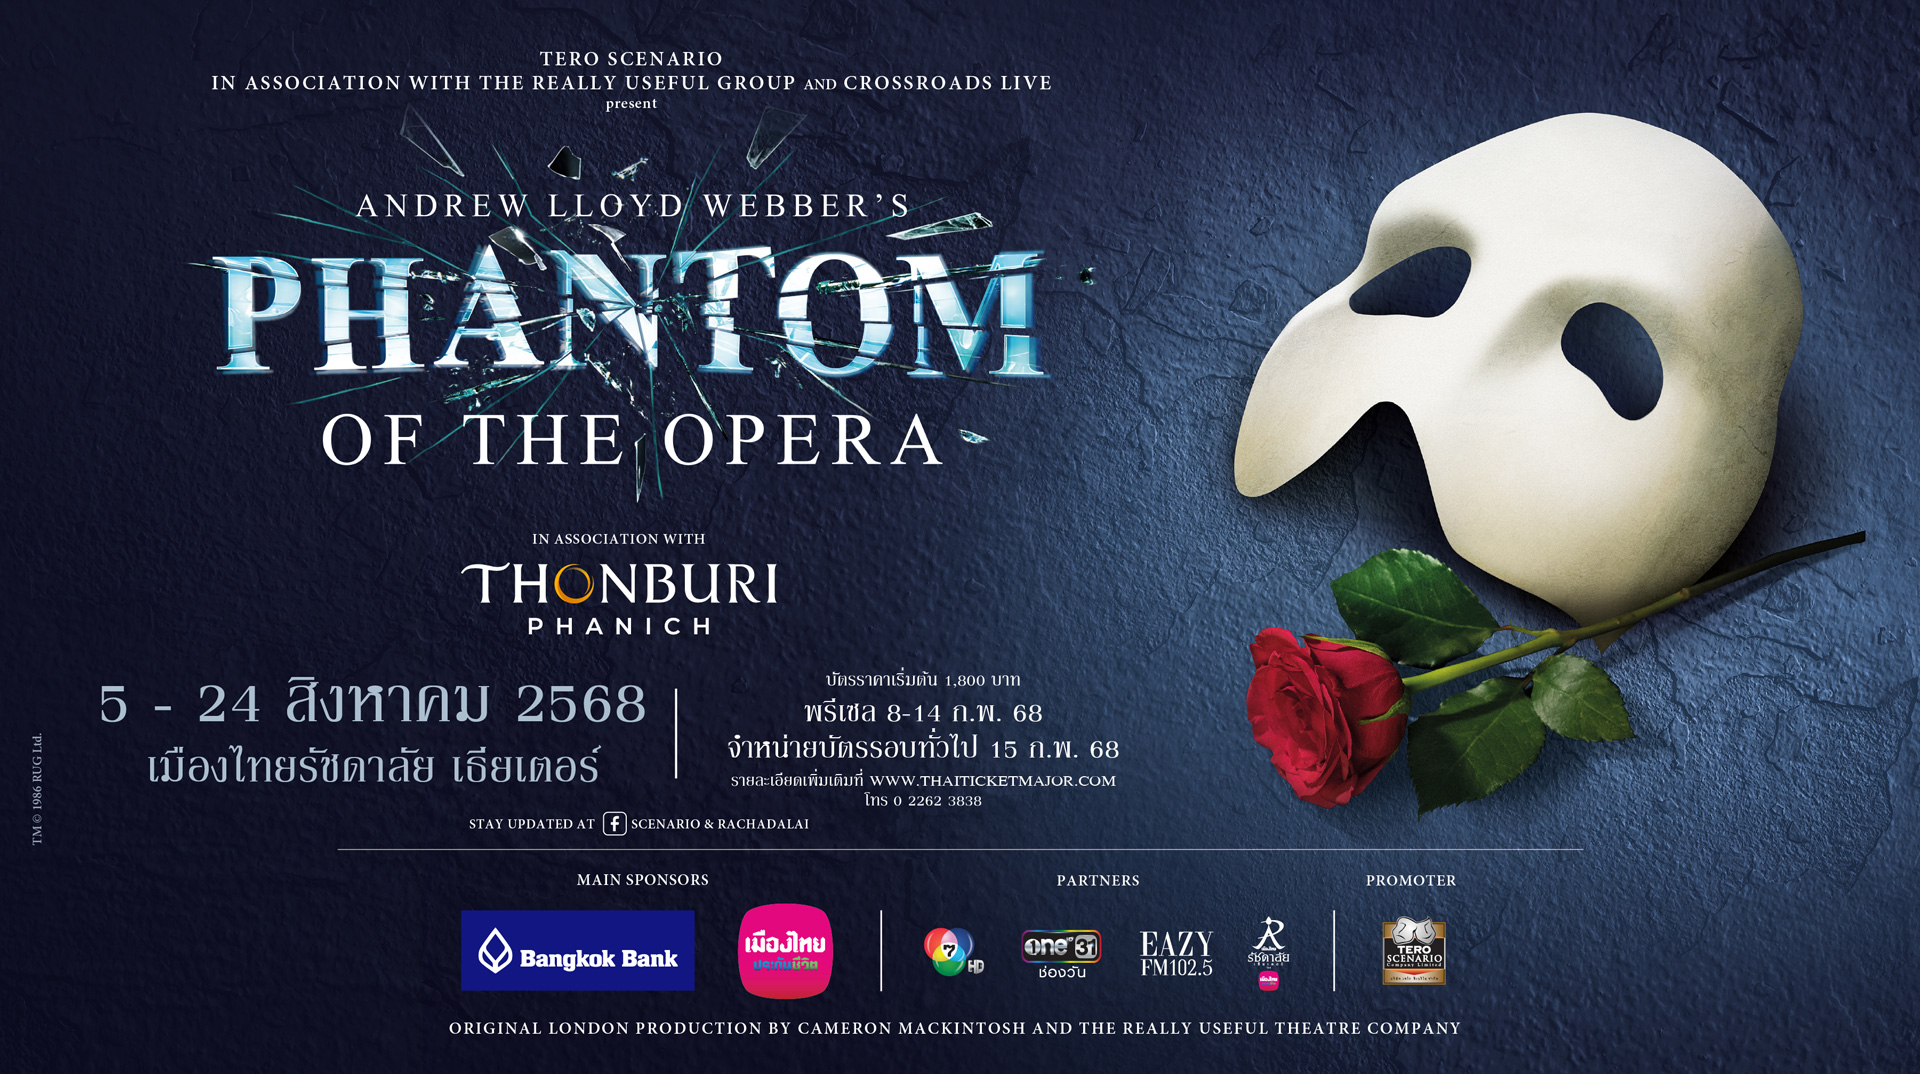 TERO SCENARIO
IN ASSOCIATION WITH THE REALLY USEFUL GROUP AND CROSSROADS LIVE
present
ANDREW LLOYD WEBBER'S
PHANTOM
OF THE OPERA
IN ASSOCIATION WITH
THONBURI
PHANICH
5 - 24 สิงหาคม 2568
เมืองไทยรัชดาลัย เธียเตอร์
บัตรราคาเริ่มต้น 1,800 บาท
พรีเซล 8-14 ก.พ. 68
จำหน่ายบัตรรอบทั่วไป 15 ก.พ. 68
รายละเอียดเพิ่มเติมที่ WWW.THAITICKETMAJOR.COM
โทร 0 2262 3838
STAY UPDATED AT f SCENARIO & RACHADALAI
TM © 1986 RUG Ltd.
MAIN SPONSORS
PARTNERS
PROMOTER
Bangkok Bank
เมืองไทย
ประกันชีวิต
7 HD
one HD 31
ช่องวัน
EAZY
FM102.5
รัชดาลัย
TERO
SCENARIO
Company Limited
ORIGINAL LONDON PRODUCTION BY CAMERON MACKINTOSH AND THE REALLY USEFUL THEATRE COMPANY